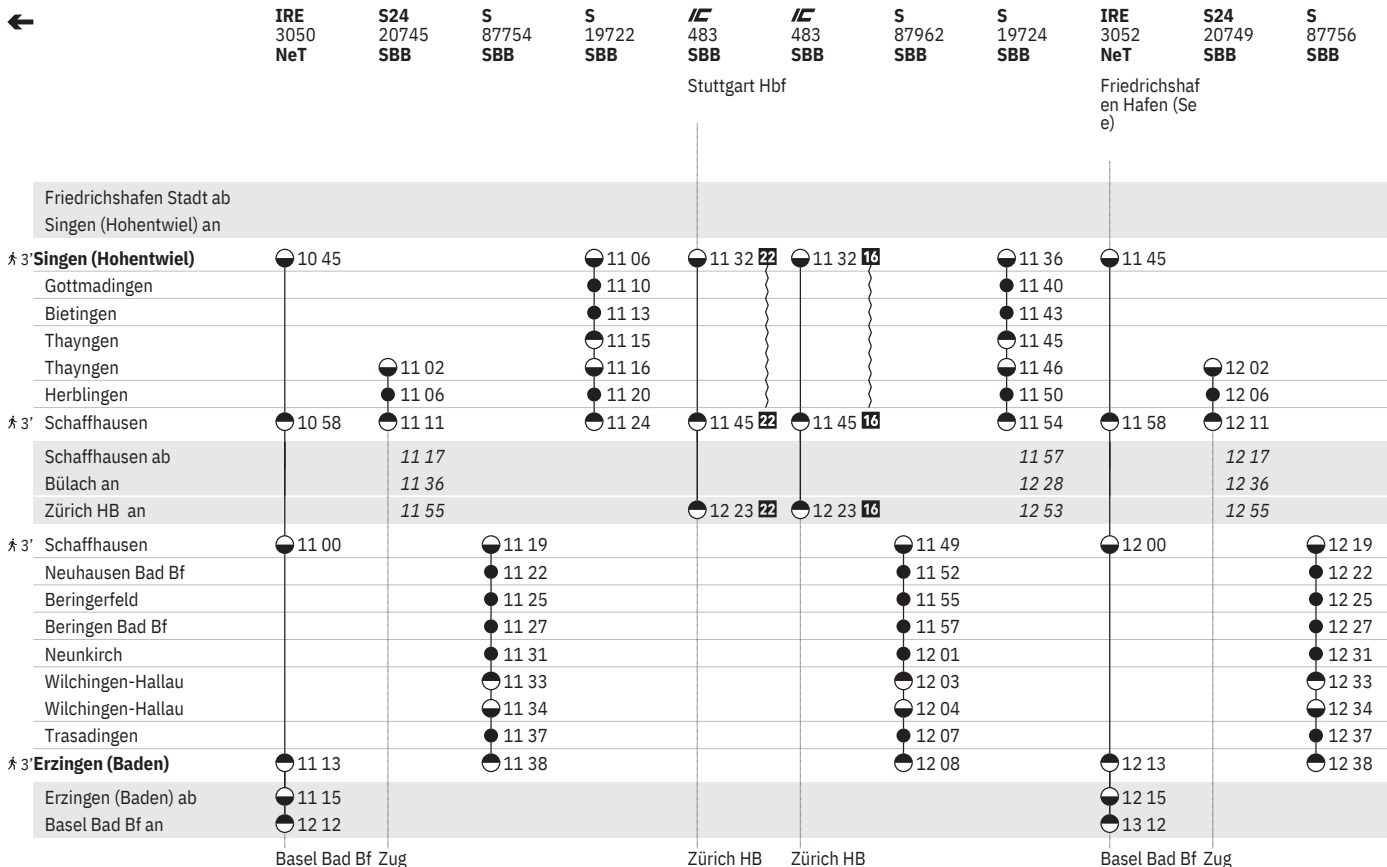 IRE S24 S S IC IC S S IRE S24 S
3050 20745 87754 19722 483 483 87962 19724 3052 20749 87756
NeT SBB SBB SBB SBB SBB SBB SBB NeT SBB SBB
Stuttgart Hbf Friedrichshaf
en Hafen (Se
e)
Friedrichshafen Stadt ab
Singen (Hohentwiel) an
3' Singen (Hohentwiel) 10 45 11 06 11 32 22 11 32 16 11 36 11 45
Gottmadingen 11 10 11 40
Bietingen 11 13 11 43
Thayngen 11 15 11 45
Thayngen 11 02 11 16 11 46 12 02
Herblingen 11 06 11 20 11 50 12 06
3' Schaffhausen 10 58 11 11 11 24 11 45 22 11 45 16 11 54 11 58 12 11
Schaffhausen ab 11 17 11 57 12 17
Bülach an 11 36 12 28 12 36
Zürich HB an 11 55 12 23 22 12 23 16 12 53 12 55
3' Schaffhausen 11 00 11 19 11 49 12 00 12 19
Neuhausen Bad Bf 11 22 11 52 12 22
Beringerfeld 11 25 11 55 12 25
Beringen Bad Bf 11 27 11 57 12 27
Neunkirch 11 31 12 01 12 31
Wilchingen-Hallau 11 33 12 03 12 33
Wilchingen-Hallau 11 34 12 04 12 34
Trasadingen 11 37 12 07 12 37
3' Erzingen (Baden) 11 13 11 38 12 08 12 13 12 38
Erzingen (Baden) ab 11 15 12 15
Basel Bad Bf an 12 12 13 12
Basel Bad Bf Zug Zürich HB Zürich HB Basel Bad Bf Zug